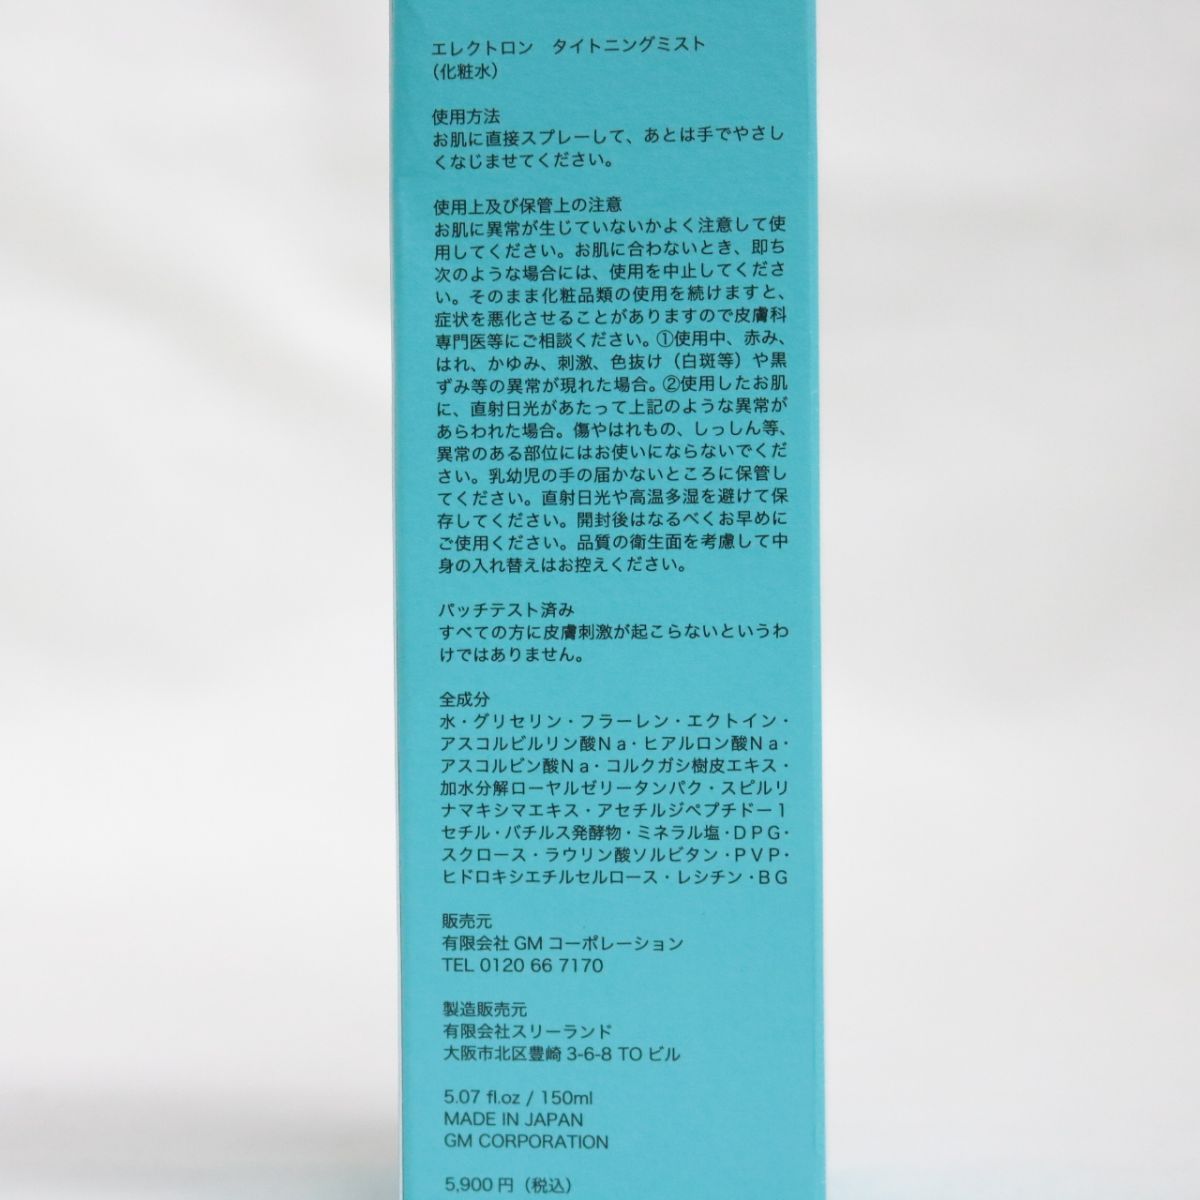 エレクトロン　タイトニングミスト
（化粧水）
使用方法
お肌に直接スプレーして、あとは手でやさし
くなじませてください。
使用上及び保管上の注意
お肌に異常が生じていないかよく注意して使
用してください。お肌に合わないとき、即ち
次のような場合には、使用を中止してくださ
い。そのまま化粧品類の使用を続けますと、
症状を悪化させることがありますので皮膚科
専門医等にご相談ください。①使用中、赤み、
はれ、かゆみ、刺激、色抜け（白斑等）や黒
ずみ等の異常が現れた場合。②使用したお肌
に、直射日光があたって上記のような異常が
あらわれた場合。傷やはれもの、しっしん等、
異常のある部位にはお使いにならないでくだ
さい。乳幼児の手の届かないところに保管し
てください。直射日光や高温多湿を避けて保
存してください。開封後はなるべくお早めに
ご使用ください。品質の衛生面を考慮して中
身の入れ替えはお控えください。
パッチテスト済み
すべての方に皮膚刺激が起こらないというわ
けではありません。
全成分
水・グリセリン・フラーレン・エクトイン・
アスコルビルリン酸Ｎａ・ヒアルロン酸Ｎａ・
アスコルビン酸Ｎａ・コルクガシ樹皮エキス・
加水分解ローヤルゼリータンパク・スピルリ
ナマキシマエキス・アセチルジペプチドー１
セチル・バチルス発酵物・ミネラル塩・ＤＰＧ・
スクロース・ラウリン酸ソルビタン・ＰＶＰ・
ヒドロキシエチルセルロース・レシチン・ＢＧ
販売元
有限会社 GM コーポレーション
TEL 0120 66 7170
製造販売元
有限会社スリーランド
大阪市北区豊崎 3-6-8 TO ビル
5.07 fl.oz / 150ml
MADE IN JAPAN
GM CORPORATION
5,900 円（税込）